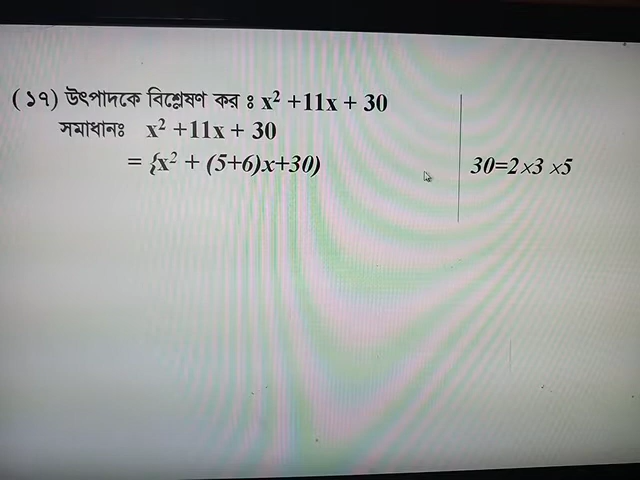 (১৭) উৎপাদকে বিশ্লেষণ কর ঃ x² +11x + 30
সমাধানঃ x² +11x + 30
= {x² + (5+6)x+30)
30=2×3 ×5